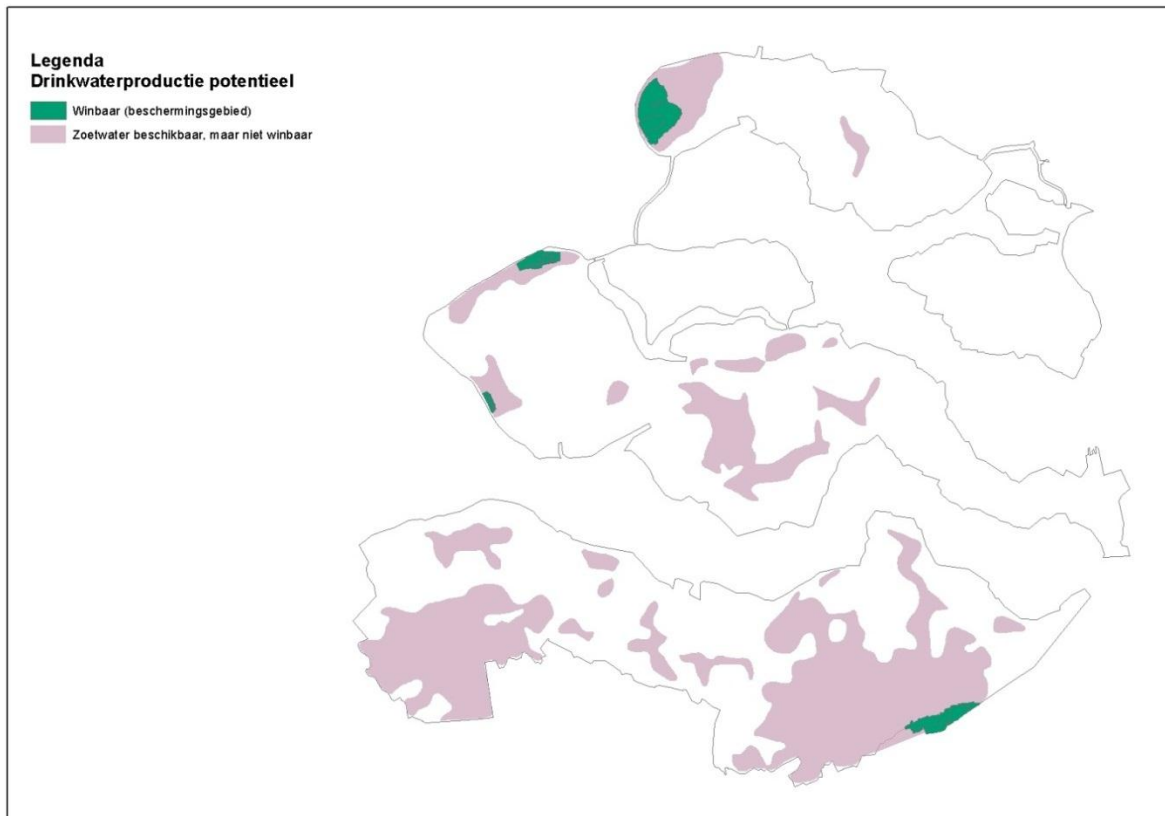 Legenda
Drinkwaterproductie potentieel
Winbaar (beschermingsgebied)
Zoetwater beschikbaar, maar niet winbaar